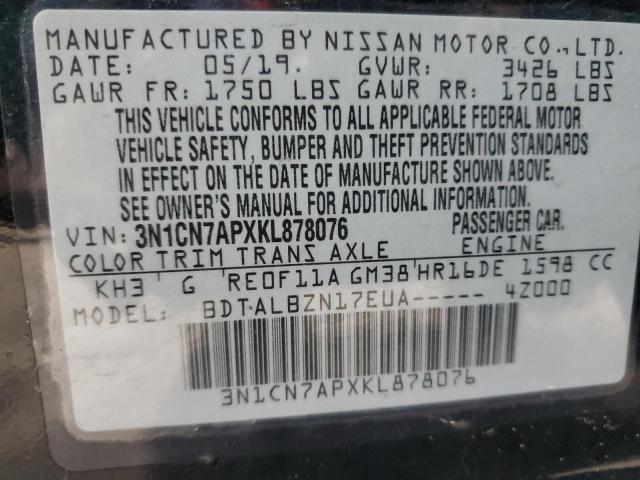 MANUFACTURED BY NISSAN MOTOR CO.,LTD.
DATE: 05/19. GVWR: 3426 LBS
GAWR FR: 1750 LBS GAWR RR: 1708 LBS
THIS VEHICLE CONFORMS TO ALL APPLICABLE FEDERAL MOTOR
VEHICLE SAFETY, BUMPER AND THEFT PREVENTION STANDARDS
IN EFFECT ON THE DATE OF MANUFACTURE SHOWN ABOVE.
SEE OWNER'S MANUAL FOR ADDITIONAL INFORMATION.
VIN: 3N1CN7APXKL878076 PASSENGER CAR.
COLOR TRIM TRANS AXLE ENGINE
KH3 G RE0F11A GM38 HR16DE 1598 CC
MODEL: BDTALBZN17EUA----- 4Z000
3N1CN7APXKL878076